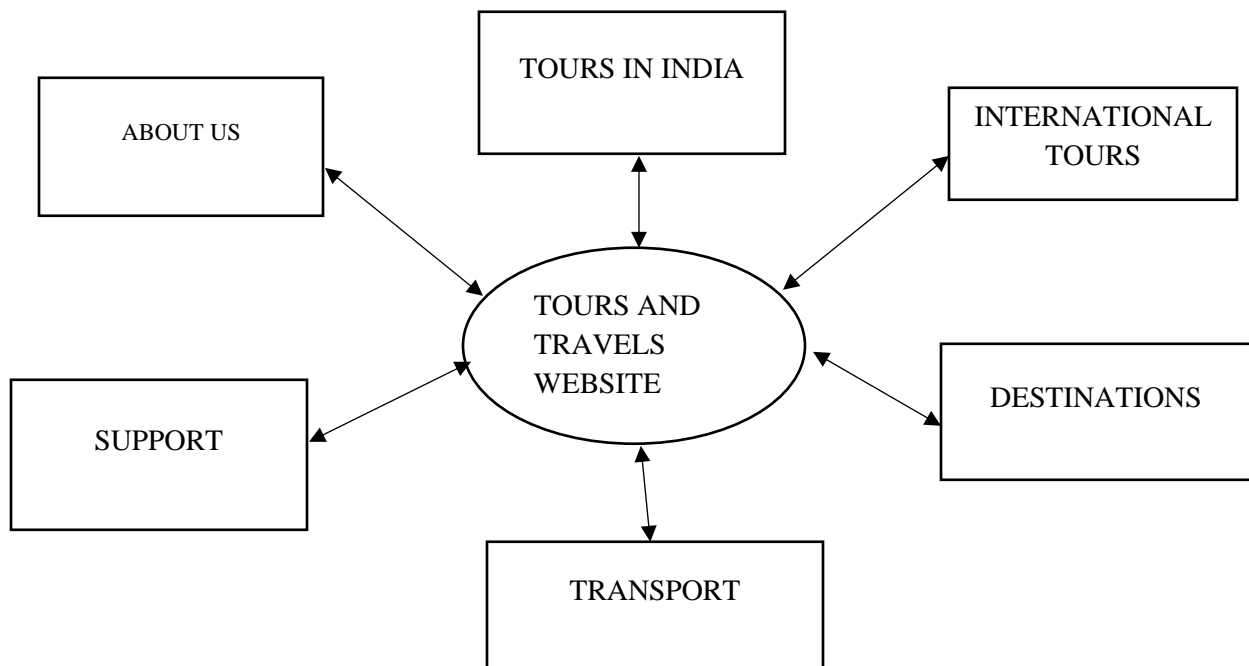 TOURS IN INDIA
ABOUT US
INTERNATIONAL
TOURS
TOURS AND
TRAVELS
WEBSITE
DESTINATIONS
SUPPORT
TRANSPORT